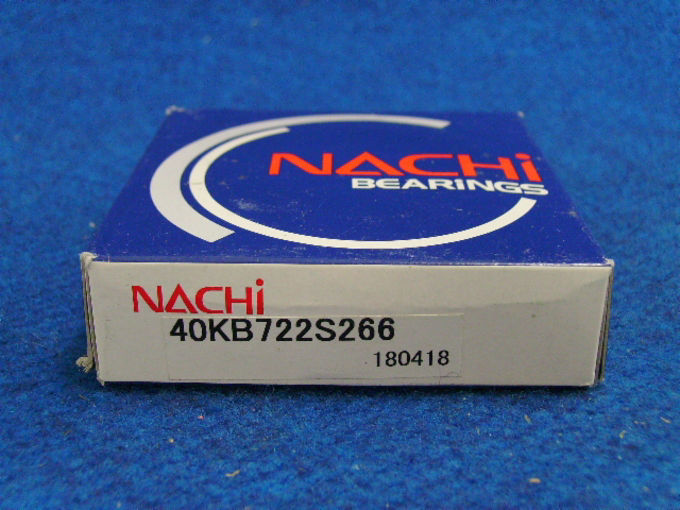 NACHi
BEARINGS
NACHi
40KB722S266
180418